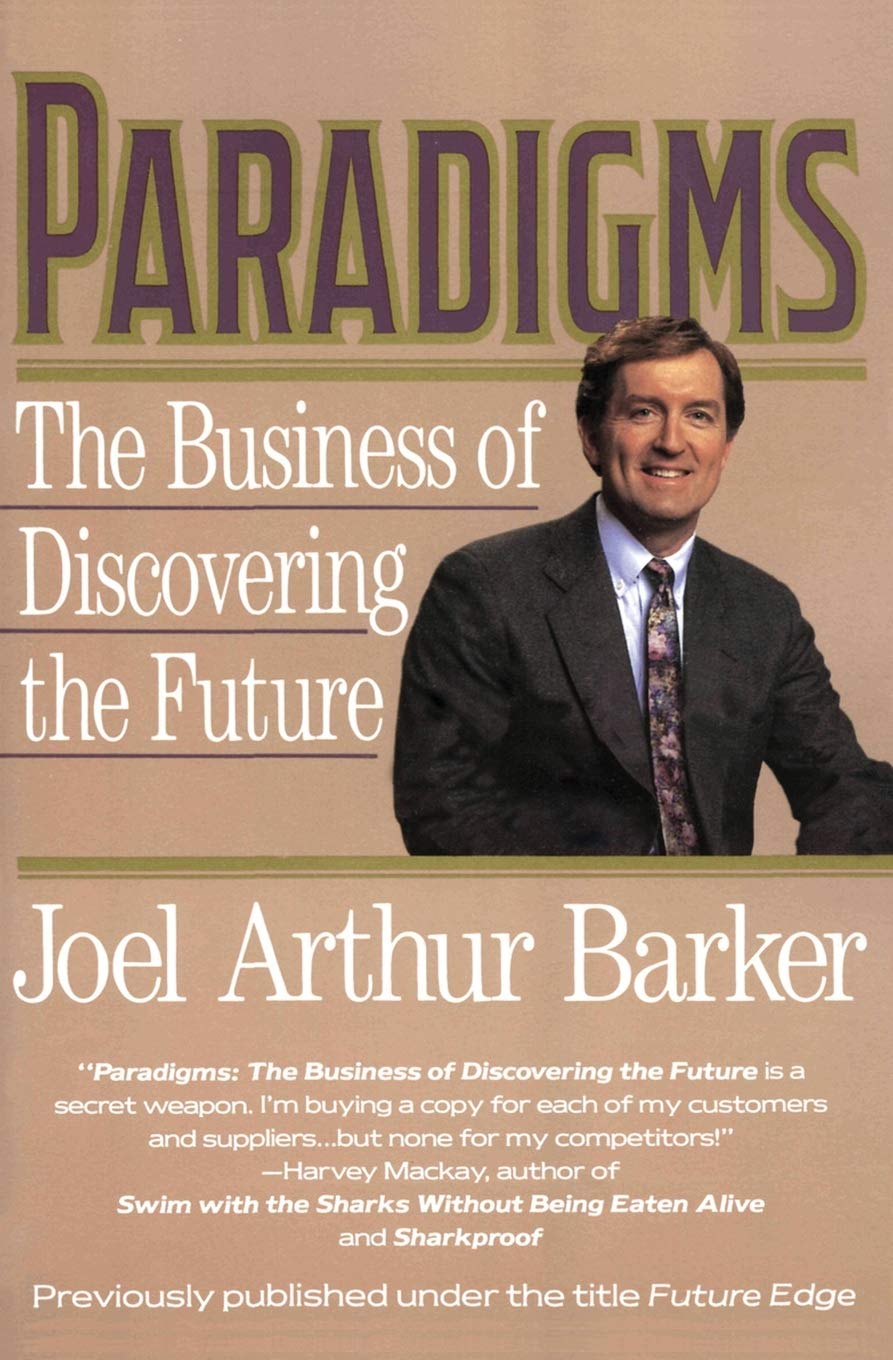 PARADIGMS
The Business of
Discovering
the Future
Joel Arthur Barker
“Paradigms: The Business of Discovering the Future is a
secret weapon. I'm buying a copy for each of my customers
and suppliers...but none for my competitors!”
—Harvey Mackay, author of
Swim with the Sharks Without Being Eaten Alive
and Sharkproof
Previously published under the title Future Edge